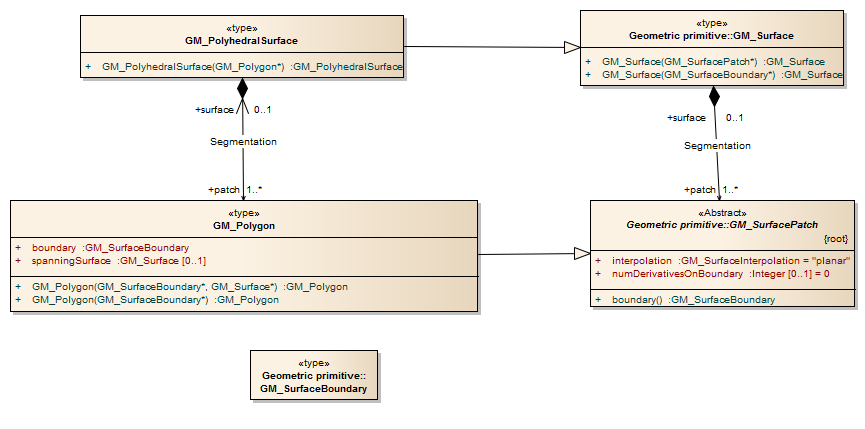 «type»
GM_PolyhedralSurface
+ GM_PolyhedralSurface(GM_Polygon*) :GM_PolyhedralSurface
«type»
Geometric primitive::GM_Surface
+ GM_Surface(GM_SurfacePatch*) :GM_Surface
+ GM_Surface(GM_SurfaceBoundary*) :GM_Surface
+surface 0..1
Segmentation
+patch 1..*
+surface 0..1
Segmentation
+patch 1..*
«type»
GM_Polygon
+ boundary :GM_SurfaceBoundary
+ spanningSurface :GM_Surface [0..1]
+ GM_Polygon(GM_SurfaceBoundary*, GM_Surface*) :GM_Polygon
+ GM_Polygon(GM_SurfaceBoundary*) :GM_Polygon
«Abstract»
Geometric primitive::GM_SurfacePatch
{root}
+ interpolation :GM_SurfaceInterpolation = "planar"
+ numDerivativesOnBoundary :Integer [0..1] = 0
+ boundary() :GM_SurfaceBoundary
«type»
Geometric primitive::
GM_SurfaceBoundary